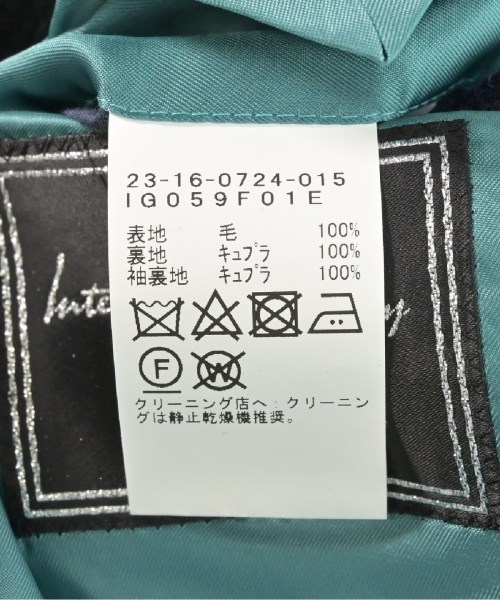 23-16-0724-015
IG059F01E
表地 毛 100%
裏地 キュプラ 100%
袖裏地 キュプラ 100%
F W
クリーニング店へ:クリーニン
グは静止乾燥機推奨。